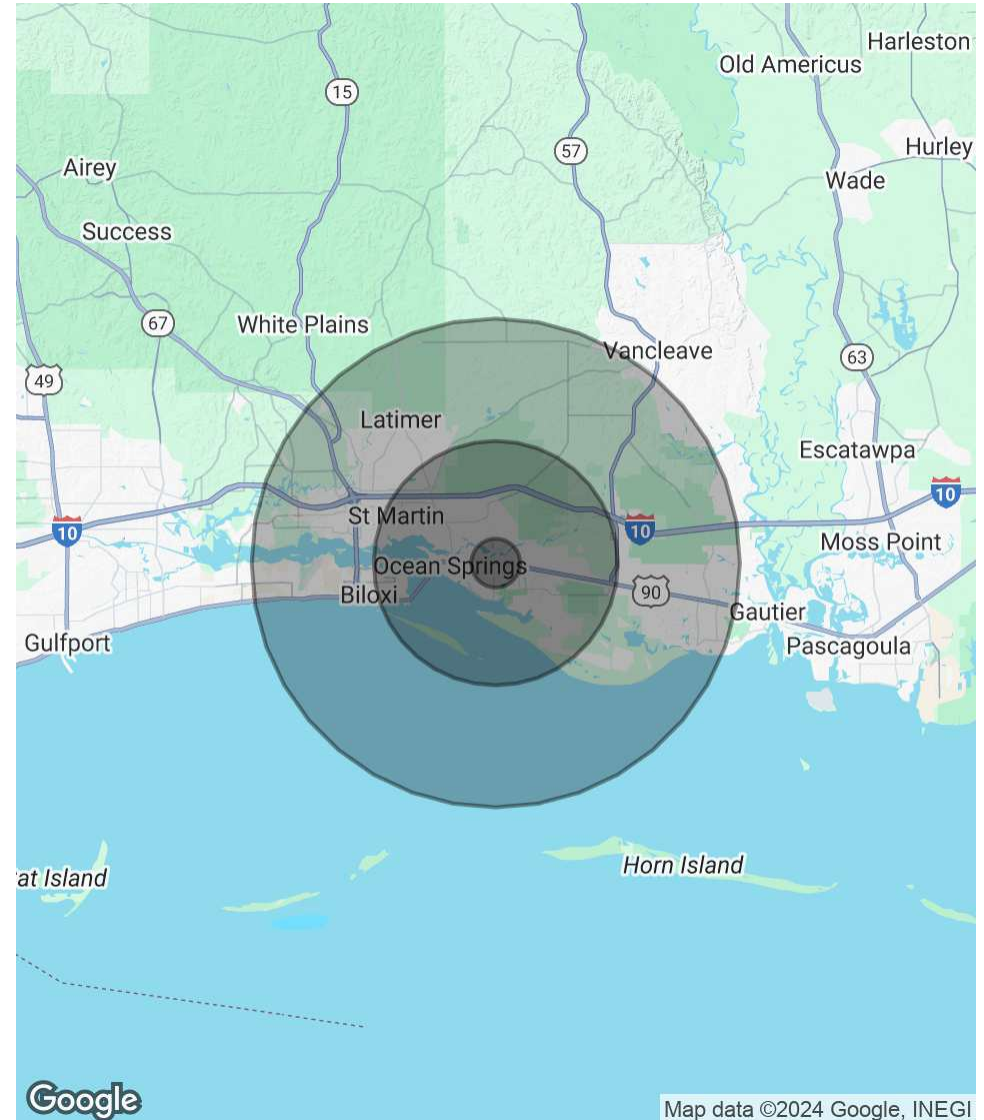 Harleston
Old Americus
15
57
Hurley
Airey
Wade
Success
67
White Plains
Vancleave
63
49
Latimer
Escatawpa
10
St Martin
10
10
Moss Point
Ocean Springs
Biloxi
90
Gautier
Gulfport
Pascagoula
Horn Island
at Island
Google
Map data ©2024 Google, INEGI